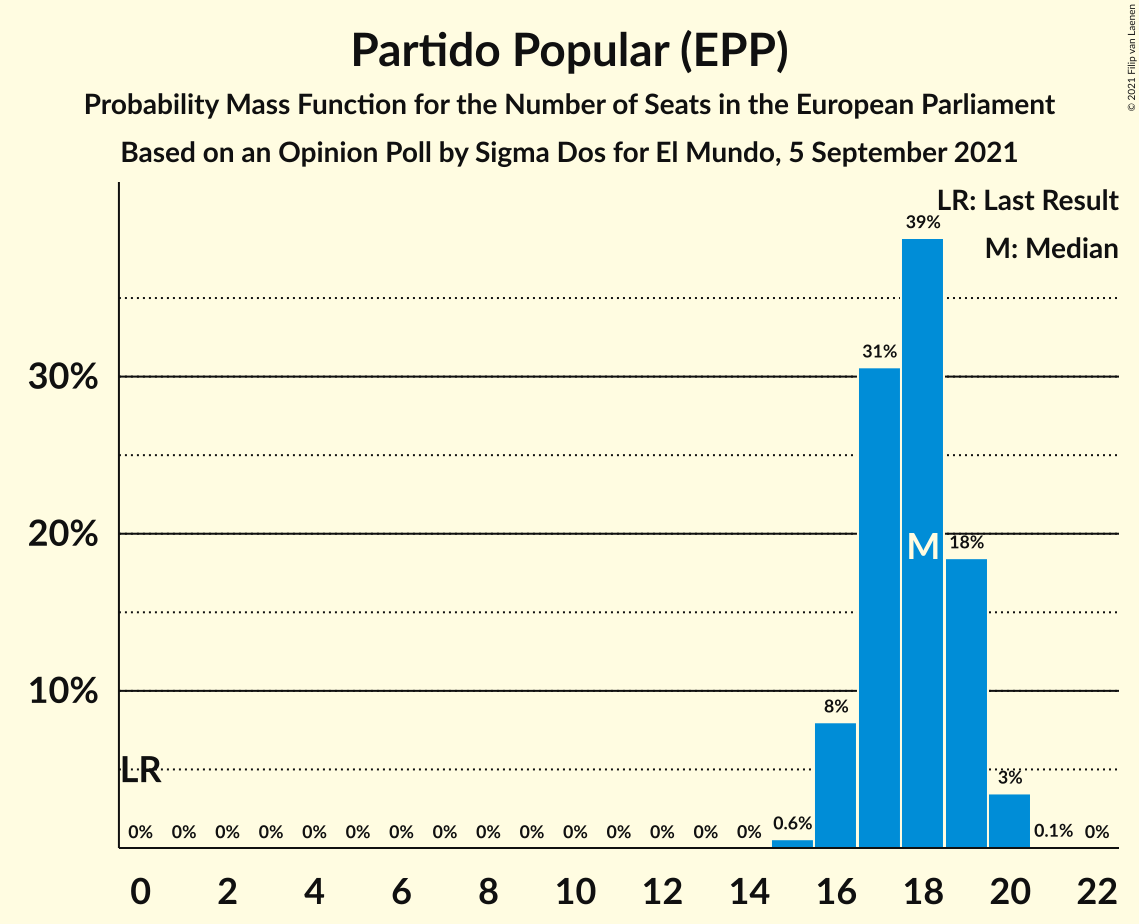 Partido Popular (EPP)
Probability Mass Function for the Number of Seats in the European Parliament
Based on an Opinion Poll by Sigma Dos for El Mundo, 5 September 2021
© 2021 Filip van Laenen
LR: Last Result
M: Median
39%
31%
30%
20%
M
18%
10%
8%
LR
3%
0% 0% 0% 0% 0% 0% 0% 0% 0% 0% 0% 0% 0% 0% 0% 0.6% 0.1% 0%
0 2 4 6 8 10 12 14 16 18 20 22